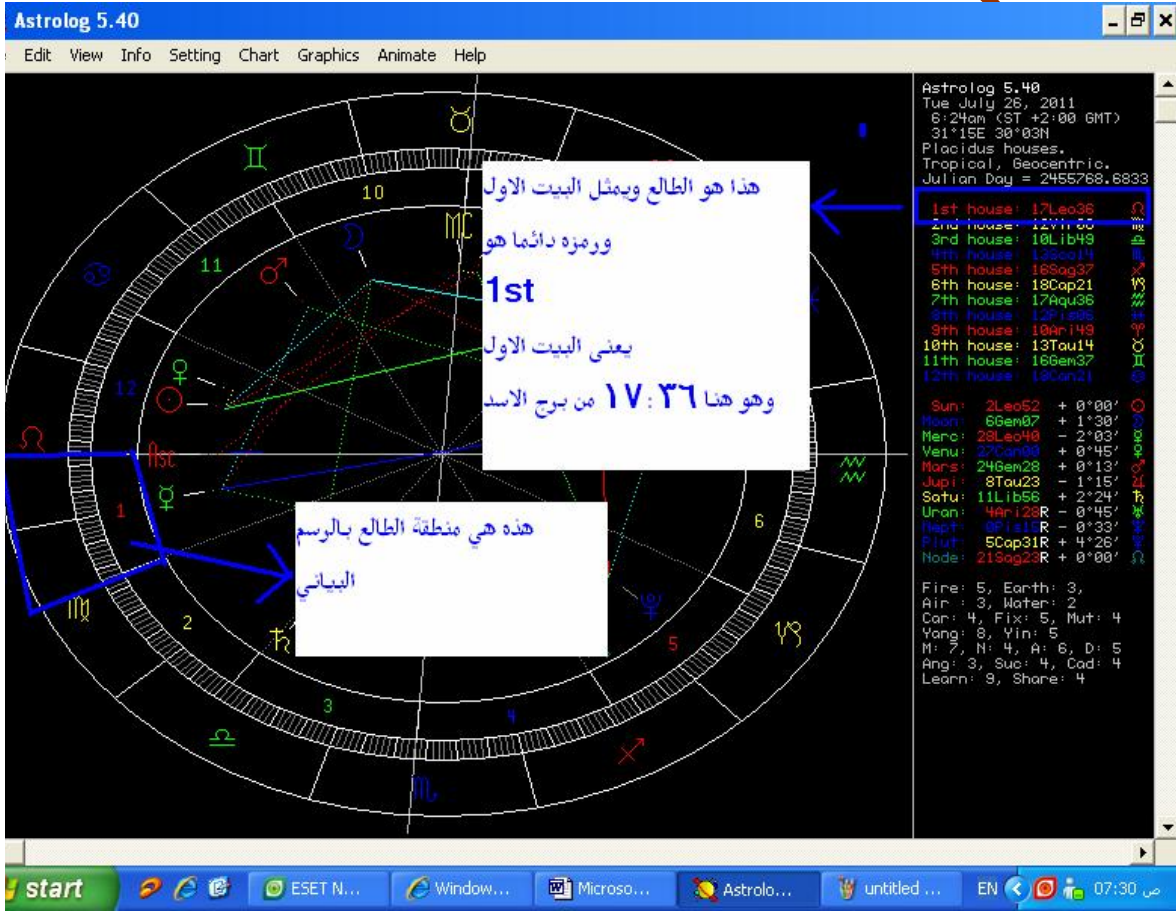 Astrolog 5.40
Edit View Info Setting Chart Graphics Animate Help
Astrolog 5.40
Tue July 26, 2011
6:24am (ST +2:00 GMT)
31°15E 30°03N
Placidus houses.
Tropical, Geocentric.
Julian Day = 2455768.6833
1st house: 17Leo36
3rd house: 10Lib49
4th house: 13Sco14
5th house: 16Sag37
6th house: 18Cap21
7th house: 17Aqu36
8th house: 12Pis05
9th house: 10Ari49
10th house: 13Tau14
11th house: 16Gem37
12th house: 18Can21
Sun: 2Leo52 + 0°00'
Moon: 6Gem07 + 1°30'
Merc: 28Leo40 - 2°03'
Venu: 27Can00 + 0°45'
Mars: 24Gem28 + 0°13'
Jupi: 8Tau23 - 1°15'
Satu: 11Lib56 + 2°24'
Uran: 4Ari28R - 0°45'
Nept: 0Pis15R - 0°33'
Plut: 5Cap31R + 4°26'
Node: 21Sag23R + 0°00'
Fire: 5, Earth: 3,
Air : 3, Water: 2
Car: 4, Fix: 5, Mut: 4
Yang: 8, Yin: 5
M: 7, N: 4, A: 6, D: 5
Ang: 3, Suc: 4, Cad: 4
Learn: 9, Share: 4
هذا هو الطالع ويمثل البيت الاول
ورمزه دائما هو
1st
يعنى البيت الاول
وهو هنا ١٧:٣٦ من برج الاسد
هذه هي منطقة الطالع بالرسم
البياني
10
MC
11
12
Asc
1
2
3
4
5
6
start ESET N... Window... Microso... Astrolo... untitled ... EN 07:30 ص